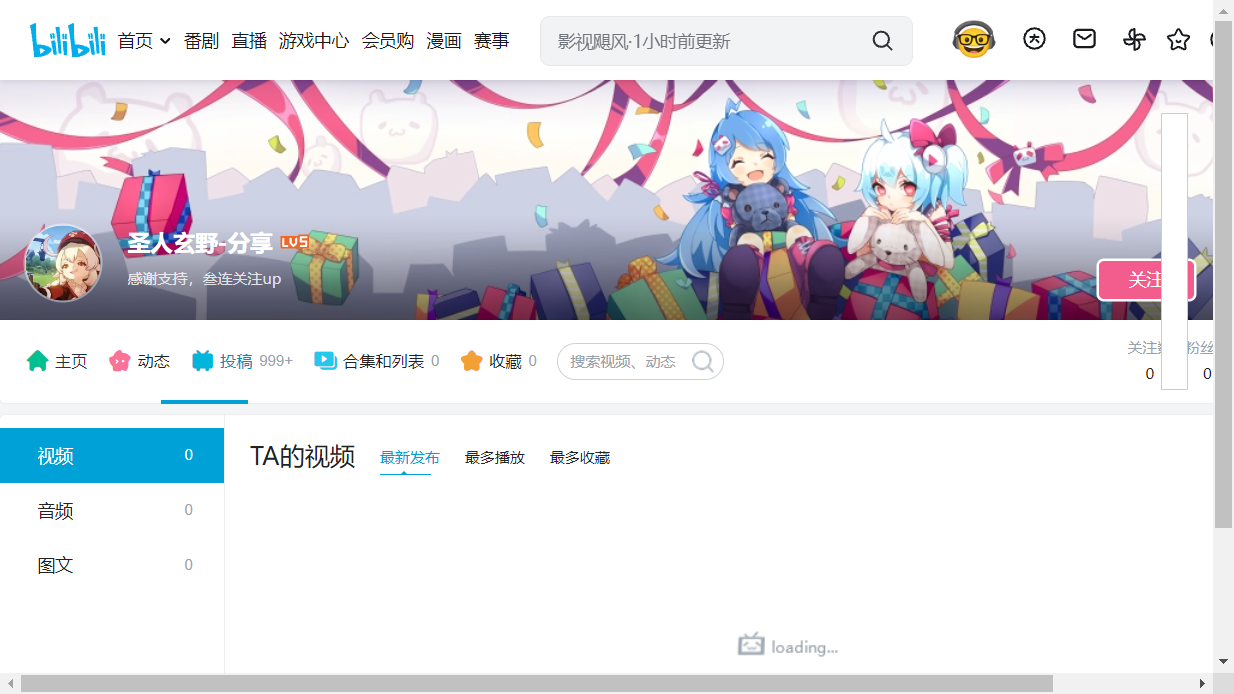 bilibili 首页 番剧 直播 游戏中心 会员购 漫画 赛事 影视飓风·1小时前更新
圣人玄野-分享 LV5
感谢支持，叁连关注up
关注
主页 动态 投稿 999+ 合集和列表 0 收藏 0 搜索视频、动态
关注 粉丝
0 0
视频 0
TA的视频 最新发布 最多播放 最多收藏
音频 0
图文 0
loading...